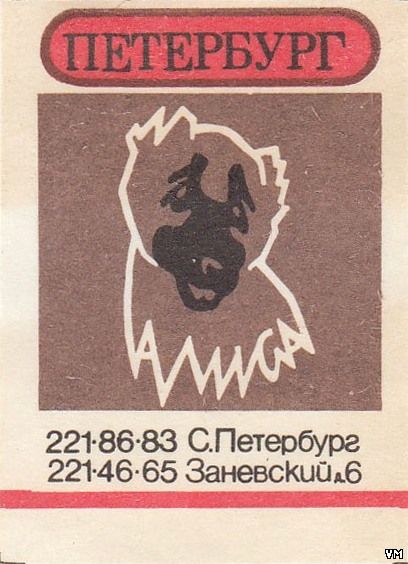 ПЕТЕРБУРГ
АЛИСА
221·86·83 С.Петербург
221·46·65 Заневский д.6
VM